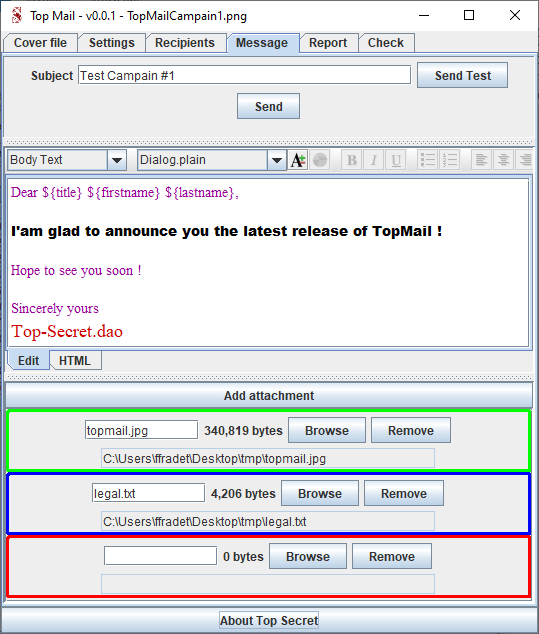 Top Mail - v0.0.1 - TopMailCampain1.png
Cover file Settings Recipients Message Report Check
Subject Test Campain #1 Send Test
Send
Body Text Dialog.plain A B I U
Dear ${title} ${firstname} ${lastname},
I'am glad to announce you the latest release of TopMail !
Hope to see you soon !
Sincerely yours
Top-Secret.dao
Edit HTML
Add attachment
topmail.jpg 340,819 bytes Browse Remove
C:\Users\ffradet\Desktop\tmp\topmail.jpg
legal.txt 4,206 bytes Browse Remove
C:\Users\ffradet\Desktop\tmp\legal.txt
0 bytes Browse Remove
About Top Secret